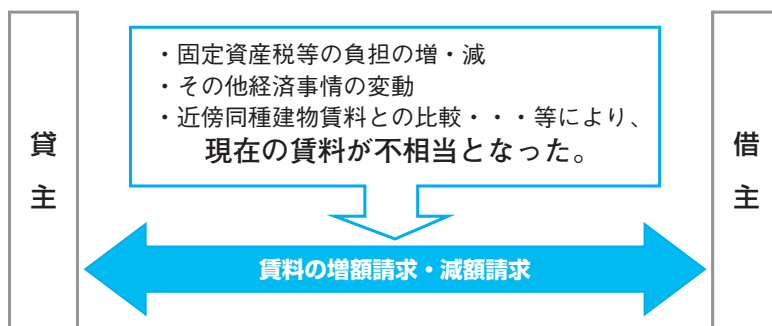 貸主
・固定資産税等の負担の増・減
・その他経済事情の変動
・近傍同種建物賃料との比較・・・等により、
現在の賃料が不相当となった。
借主
賃料の増額請求・減額請求